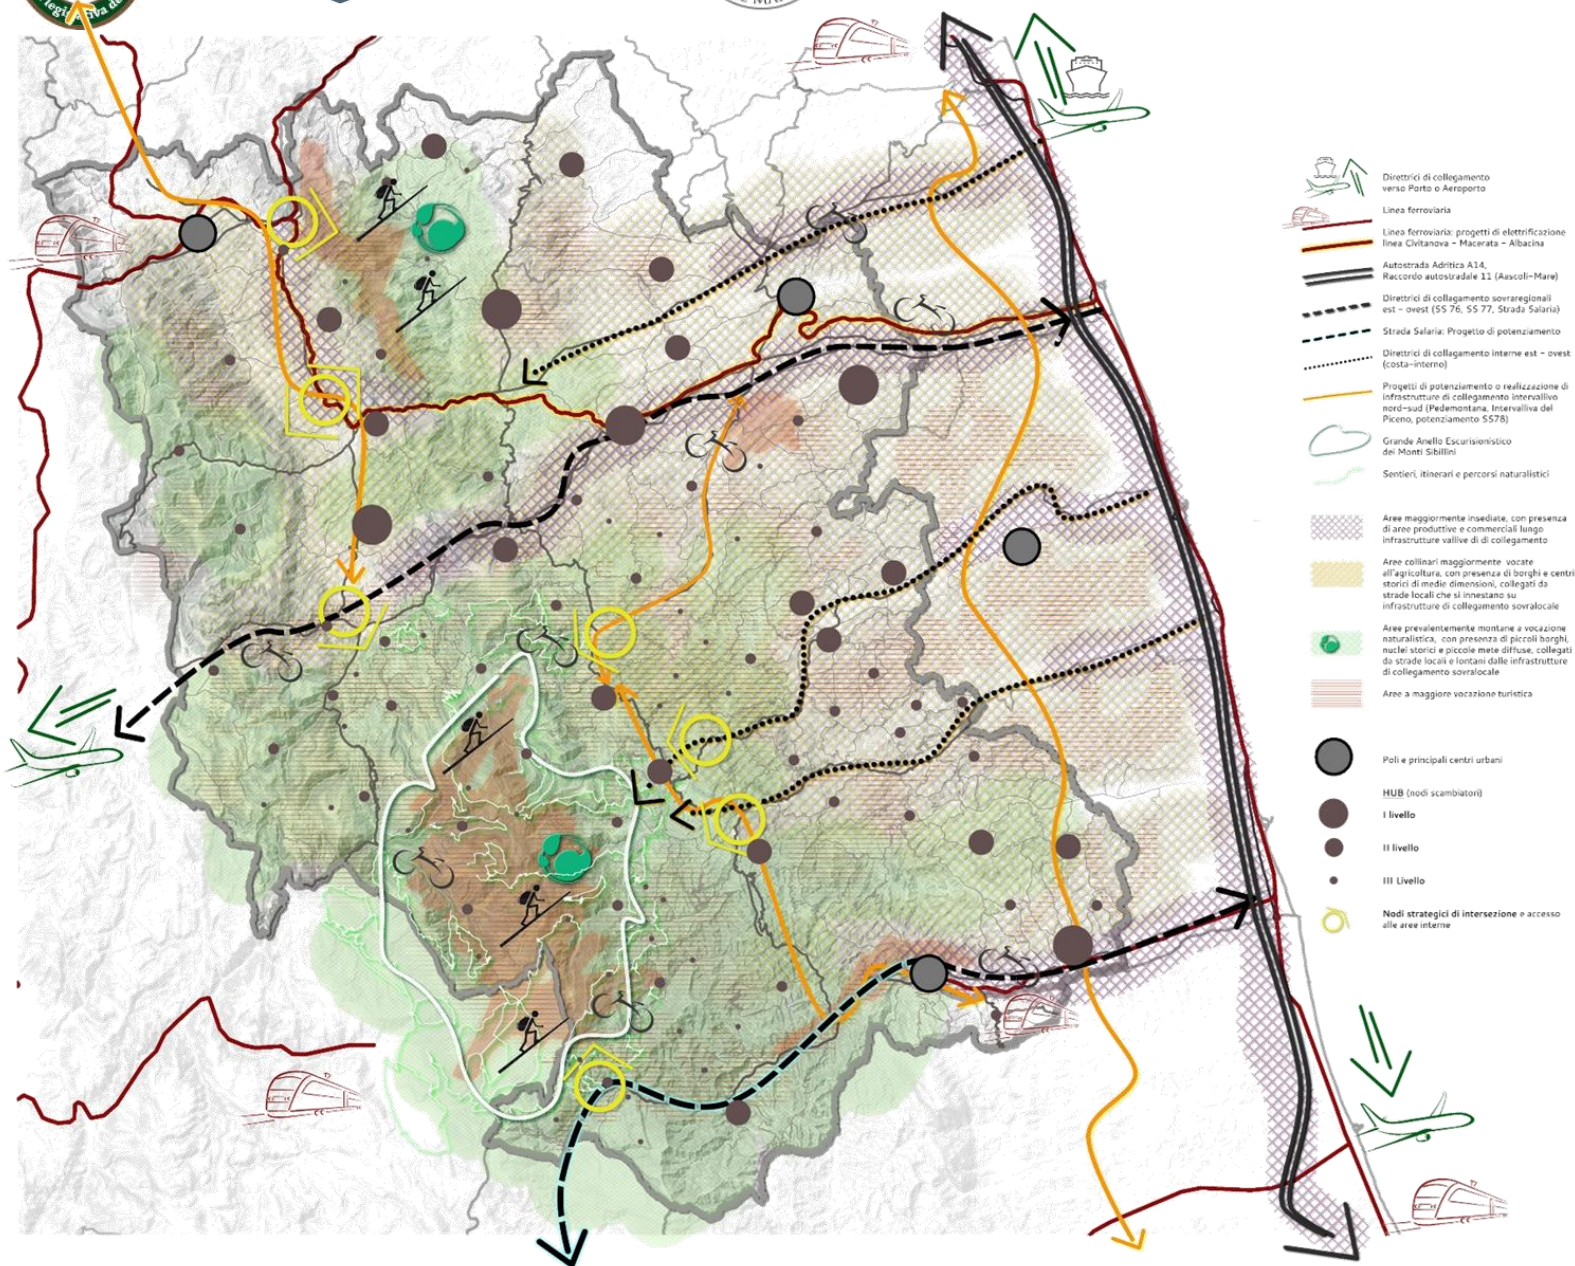 Direttrici di collegamento
verso Porto o Aeroporto
Linea ferroviaria
Linea ferroviaria: progetti di elettrificazione
linea Civitanova - Macerata - Albacina
Autostrada Adritica A14,
Raccordo autostradale 11 (Aascoli-Mare)
Direttrici di collagamento sovraregionali
est - ovest (SS 76, SS 77, Strada Salaria)
Strada Salaria: Progetto di potenziamento
Direttrici di collegamento interne est - ovest
(costa-interno)
Progetti di potenziamento o realizzazione di
infrastrutture di collegamento intervallivo
nord-sud (Pedemontana, Intervalliva del
Piceno, potenziamento SS78)
Grande Anello Escurisionistico
dei Monti Sibillini
Sentieri, itinerari e percorsi naturalistici
Aree maggiormente insediate, con presenza
di aree produttive e commerciali lungo
infrastrutture vallive di di collegamento
Aree collinari maggiormente vocate
all'agricoltura, con presenza di borghi e centri
storici di medie dimensioni, collegati da
strade locali che si innestano su
infrastrutture di collegamento sovralocale
Aree prevalentemente montane a vocazione
naturalistica, con presenza di piccoli borghi,
nuclei storici e piccole mete diffuse, collegati
da strade locali e lontani dalle infrastrutture
di collegamento sovralocale
Aree a maggiore vocazione turistica
Poli e principali centri urbani
HUB (nodi scambiatori)
I livello
II livello
III Livello
Nodi strategici di intersezione e accesso
alle aree interne